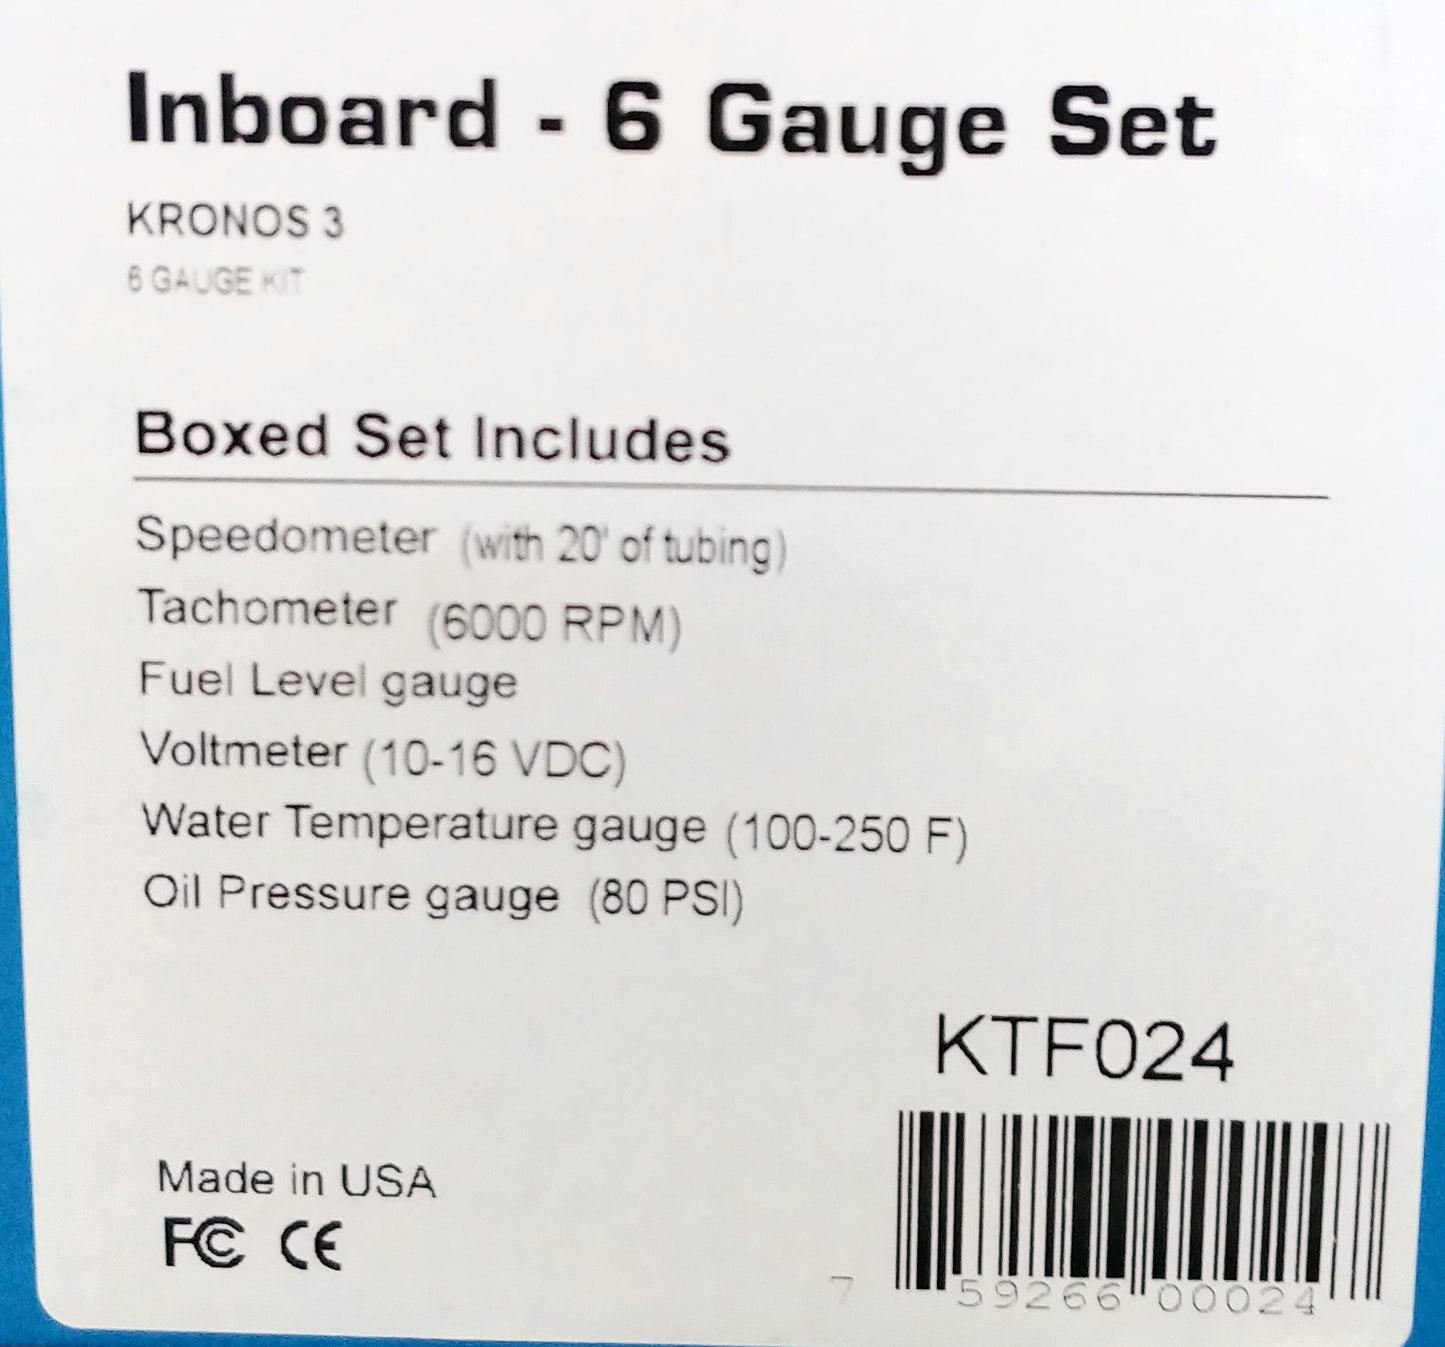 Inboard - 6 Gauge Set
KRONOS 3
6 GAUGE KIT
Boxed Set Includes
Speedometer (with 20' of tubing)
Tachometer (6000 RPM)
Fuel Level gauge
Voltmeter (10-16 VDC)
Water Temperature gauge (100-250 F)
Oil Pressure gauge (80 PSI)
KTF024
Made in USA
FC CE
7 59266 00024